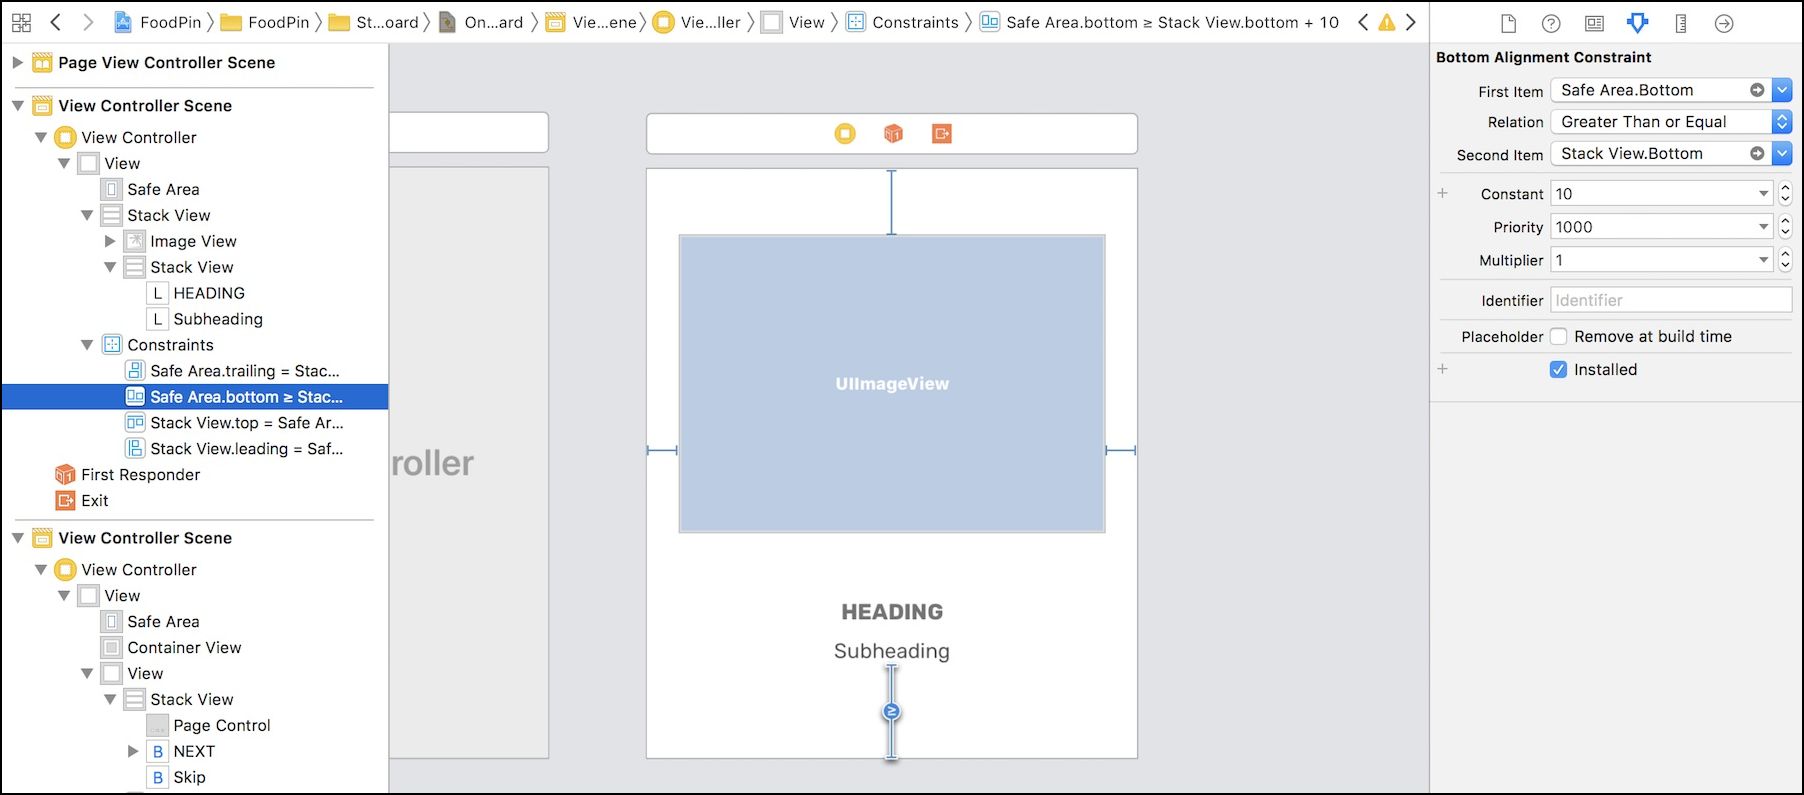 FoodPin 〉 FoodPin 〉 St...oard 〉 On...ard 〉 Vie...ene 〉 Vie...ller 〉 View 〉 Constraints 〉 Safe Area.bottom ≥ Stack View.bottom + 10
Page View Controller Scene
View Controller Scene
View Controller
View
Safe Area
Stack View
Image View
Stack View
L HEADING
L Subheading
Constraints
Safe Area.trailing = Stac...
Safe Area.bottom ≥ Stac...
Stack View.top = Safe Ar...
Stack View.leading = Saf...
First Responder
Exit
View Controller Scene
View Controller
View
Safe Area
Container View
View
Stack View
Page Control
B NEXT
B Skip
roller
UIImageView
HEADING
Subheading
≥
Bottom Alignment Constraint
First Item Safe Area.Bottom
Relation Greater Than or Equal
Second Item Stack View.Bottom
+ Constant 10
Priority 1000
Multiplier 1
Identifier Identifier
Placeholder Remove at build time
+ Installed